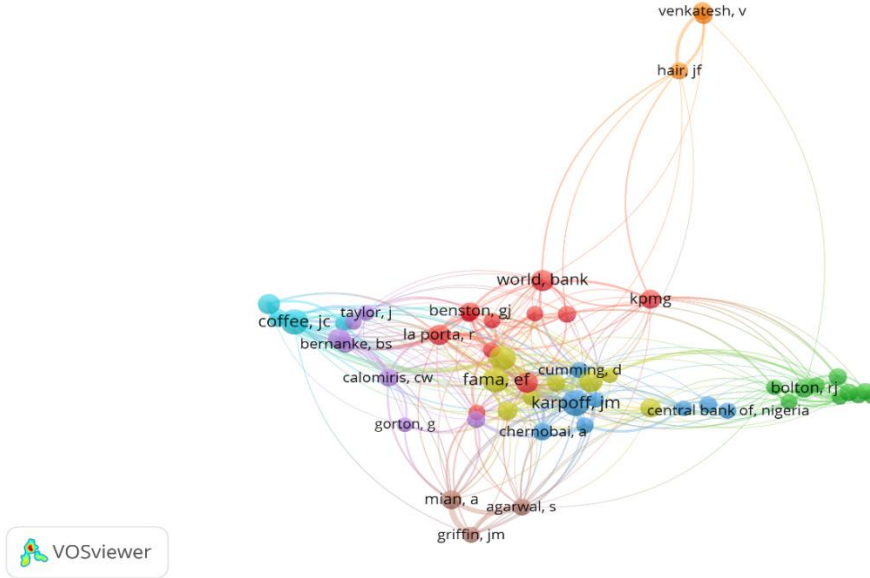 venkatesh, v
hair, jf
world, bank
kpmg
benston, gj
taylor, j
coffee, jc
la porta, r
bernanke, bs
cumming, d
calomiris, cw
fama, ef
bolton, rj
karpoff, jm
central bank of, nigeria
gorton, g
chernobai, a
mian, a
agarwal, s
griffin, jm
VOSviewer